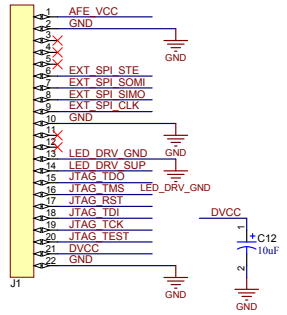 1 AFE_VCC
2 GND
3
4
5
GND
6 EXT_SPI_STE
7 EXT_SPI_SOMI
8 EXT_SPI_SIMO
9 EXT_SPI_CLK
10 GND
11
12
GND
13 LED_DRV_GND
14 LED_DRV_SUP
15 JTAG_TDO
16 JTAG_TMS LED_DRV_GND
17 JTAG_RST
18 JTAG_TDI
19 JTAG_TCK
20 JTAG_TEST
21 DVCC
22 GND
GND
J1
DVCC
1
+
C12
10uF
2
GND